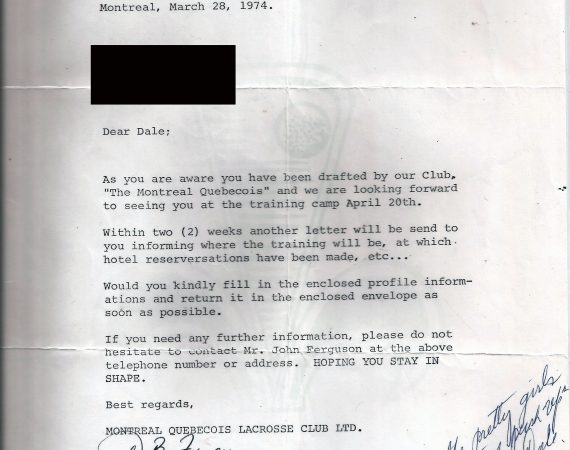 Montreal, March 28, 1974.
Dear Dale;
As you are aware you have been drafted by our Club,
"The Montreal Quebecois" and we are looking forward
to seeing you at the training camp April 20th.
Within two (2) weeks another letter will be send to
you informing where the training will be, at which
hotel reserversations have been made, etc...
Would you kindly fill in the enclosed profile inform-
ations and return it in the enclosed envelope as
soon as possible.
If you need any further information, please do not
hesitate to contact Mr. John Ferguson at the above
telephone number or address.  HOPING YOU STAY IN
SHAPE.
Best regards,
MONTREAL QUEBECOIS LACROSSE CLUB LTD.
pretty girls
push ups
Dale.